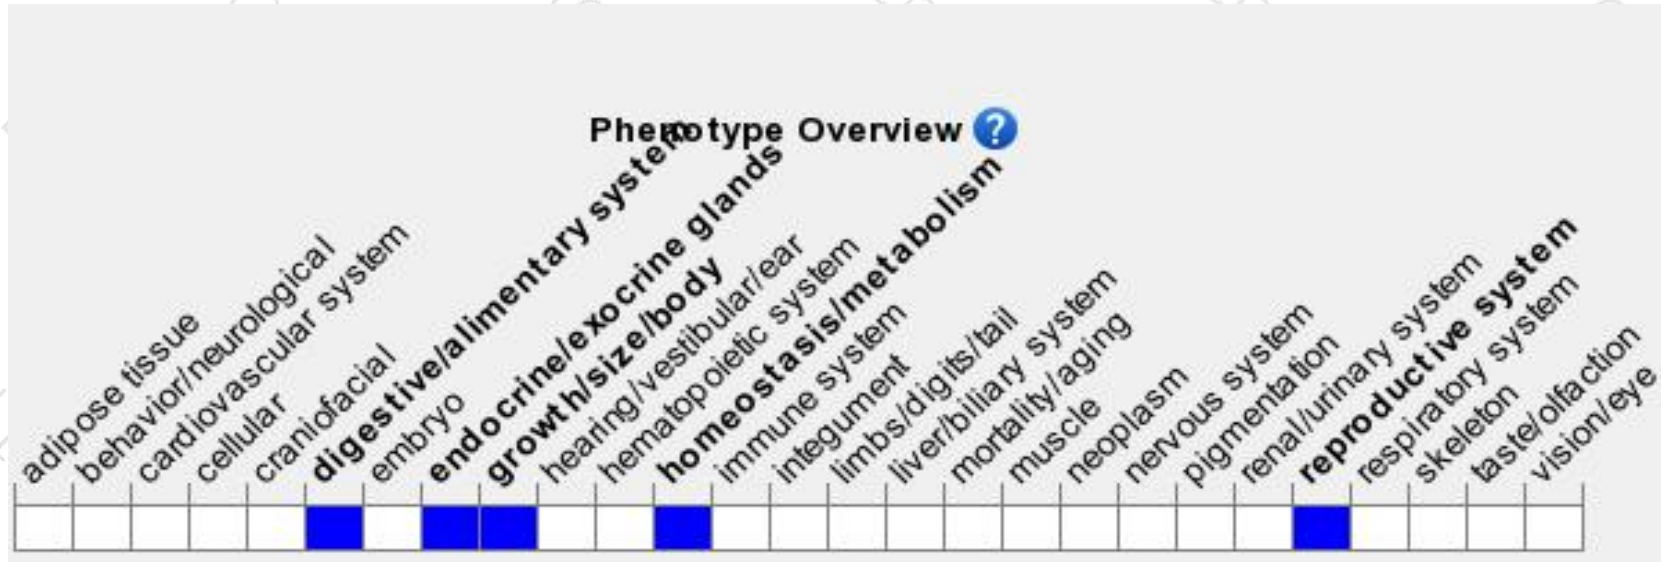 Phenotype Overview ?
adipose tissue
behavior/neurological
cardiovascular system
cellular
craniofacial
digestive/alimentary system
embryo
endocrine/exocrine glands
growth/size/body
hearing/vestibular/ear
hematopoietic system
homeostasis/metabolism
immune system
integument
limbs/digits/tail
liver/biliary system
mortality/aging
muscle
neoplasm
nervous system
pigmentation
renal/urinary system
reproductive system
respiratory system
skeleton
taste/olfaction
vision/eye